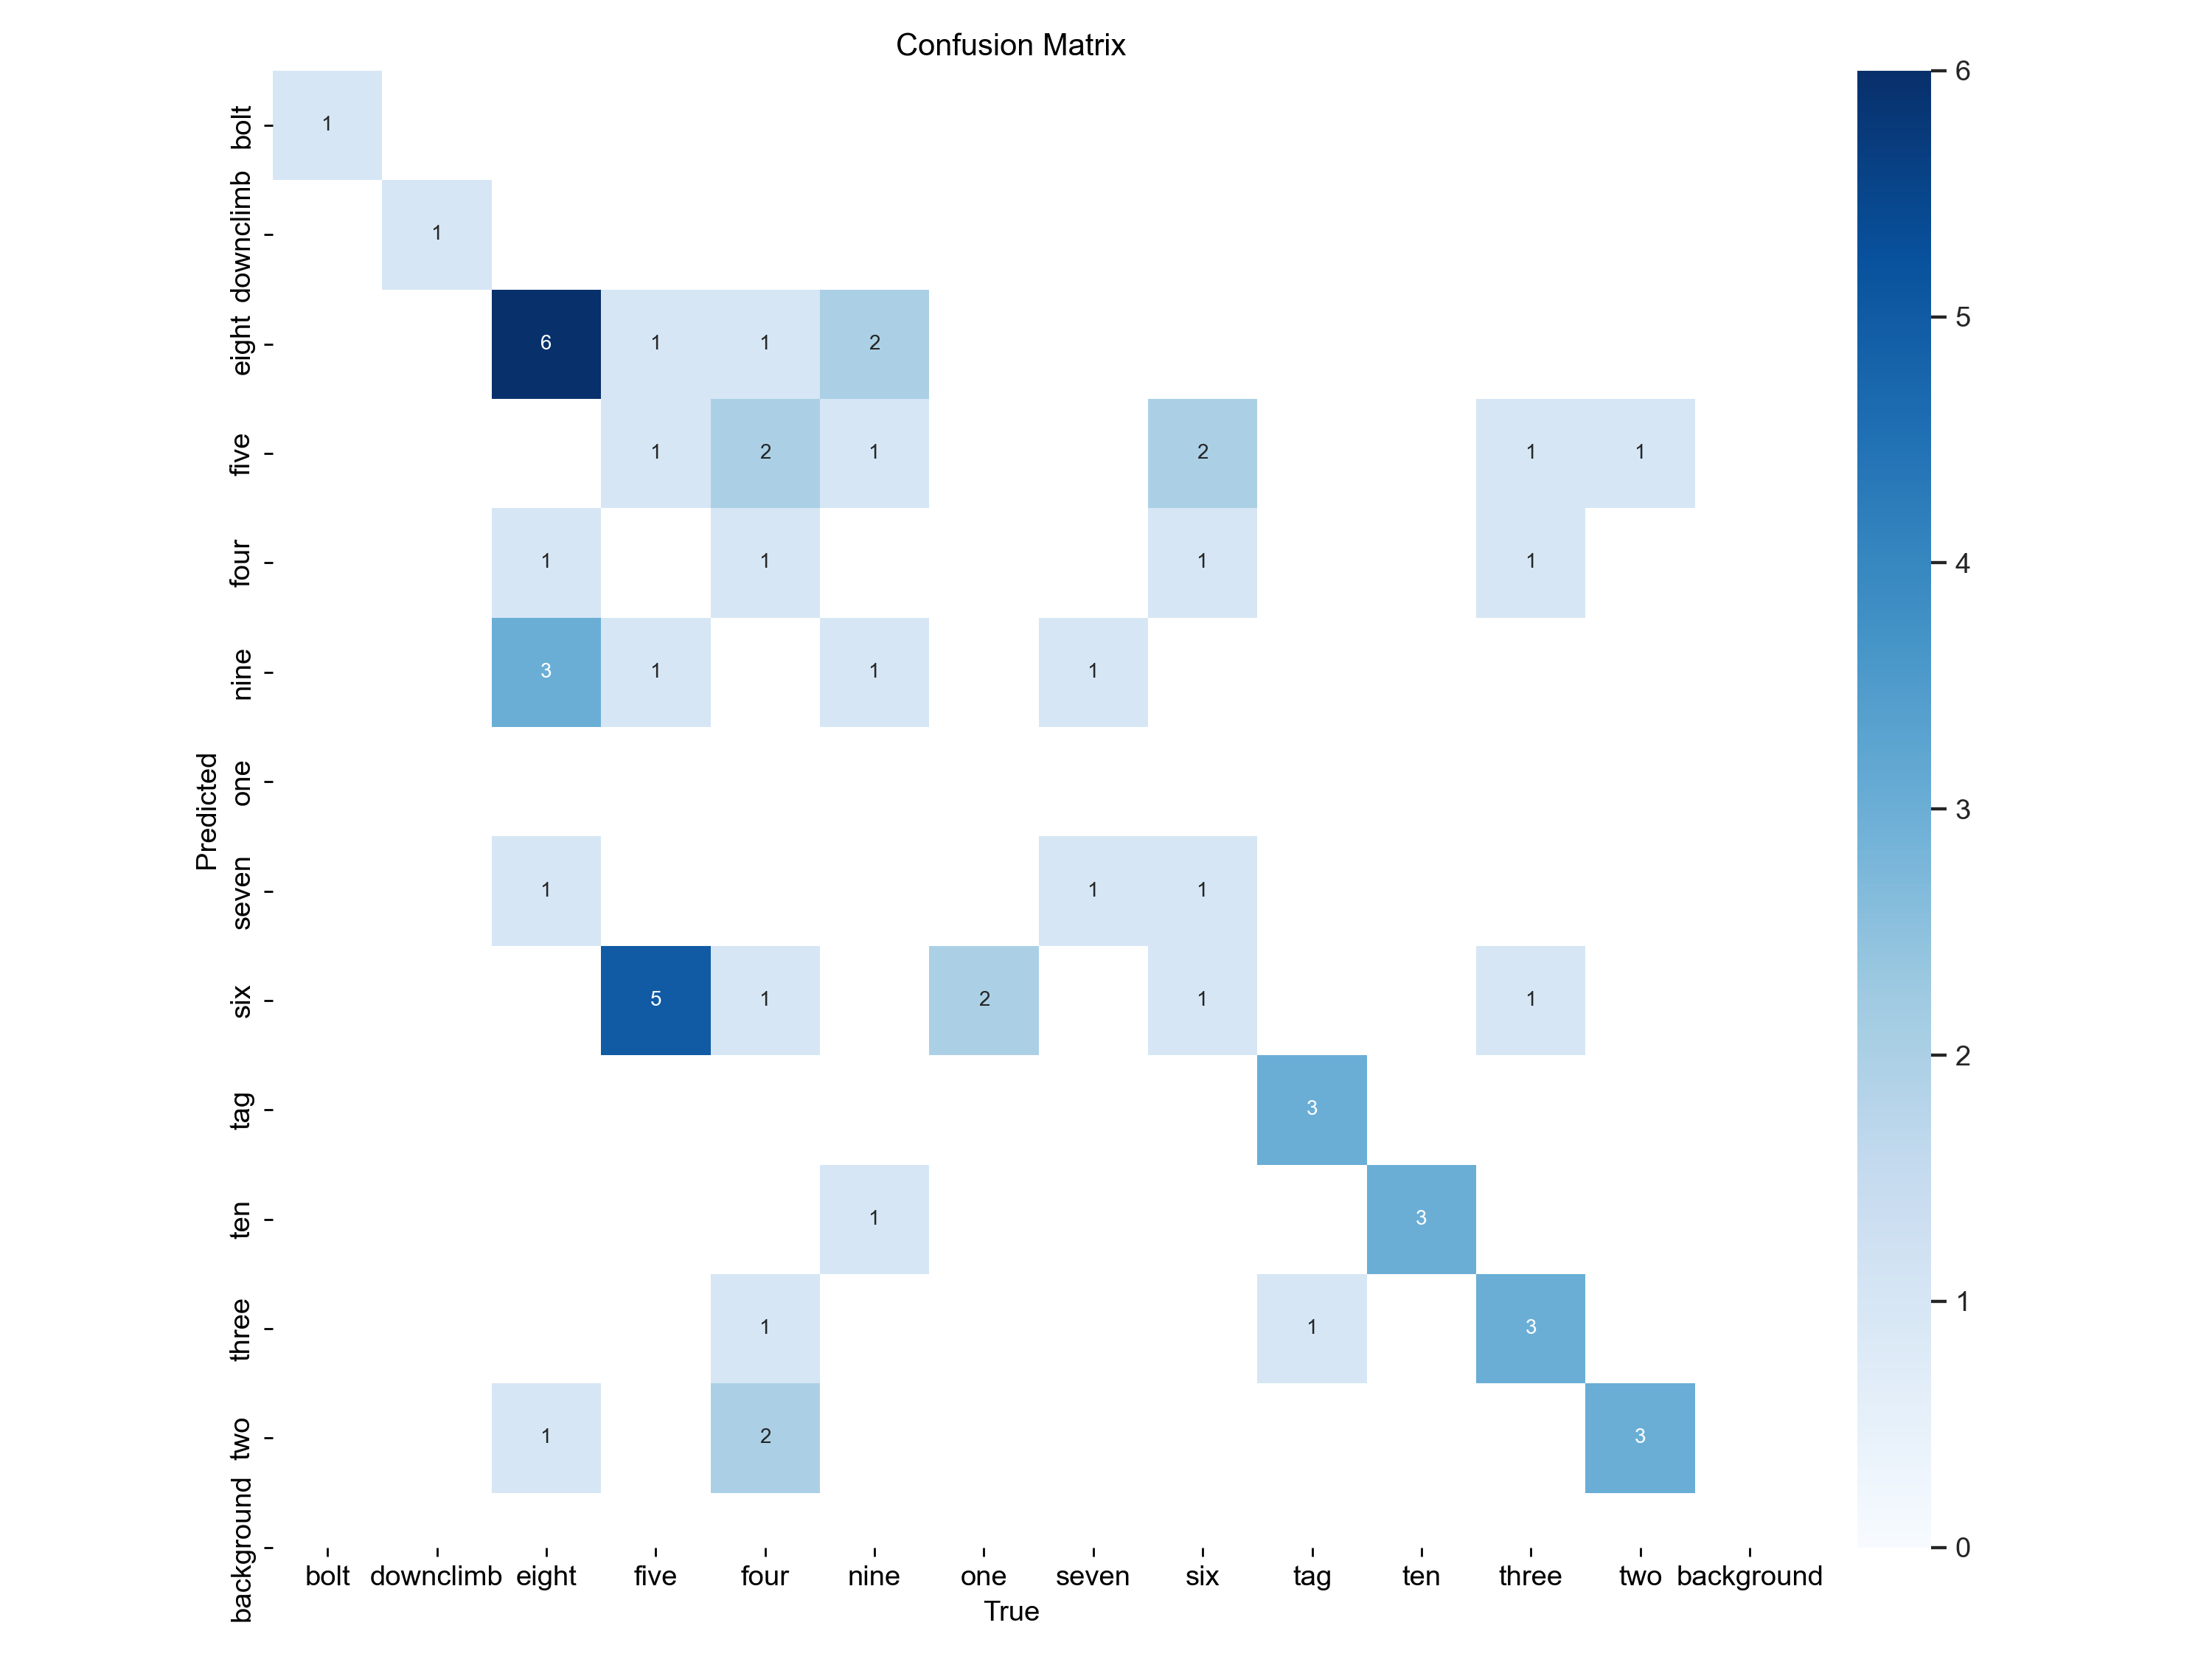 Confusion Matrix
bolt 1
downclimb 1
eight 6 1 1 2
five 1 2 1 2 1 1
four 1 1 1 1
nine 3 1 1 1
one
seven 1 1 1
six 5 1 2 1 1
tag 3
ten 1 3
three 1 1 3
two 1 2 3
background
Predicted
bolt downclimb eight five four nine one seven six tag ten three two background
True
6
5
4
3
2
1
0